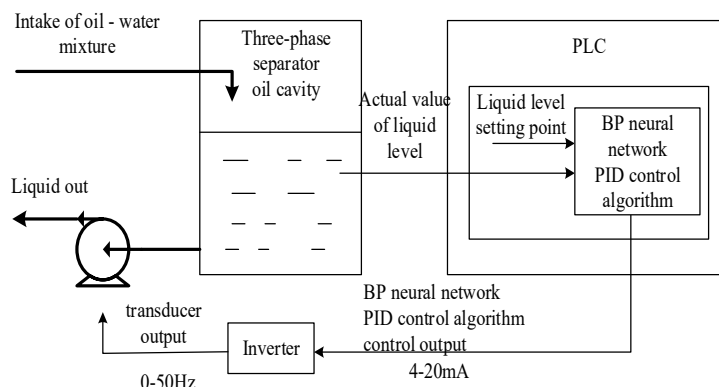 Intake of oil - water
mixture
Three-phase
separator
oil cavity
PLC
Actual value
of liquid
level
Liquid level
setting point
BP neural
network
PID control
algorithm
Liquid out
transducer
output
0-50Hz
Inverter
BP neural network
PID control algorithm
control output
4-20mA